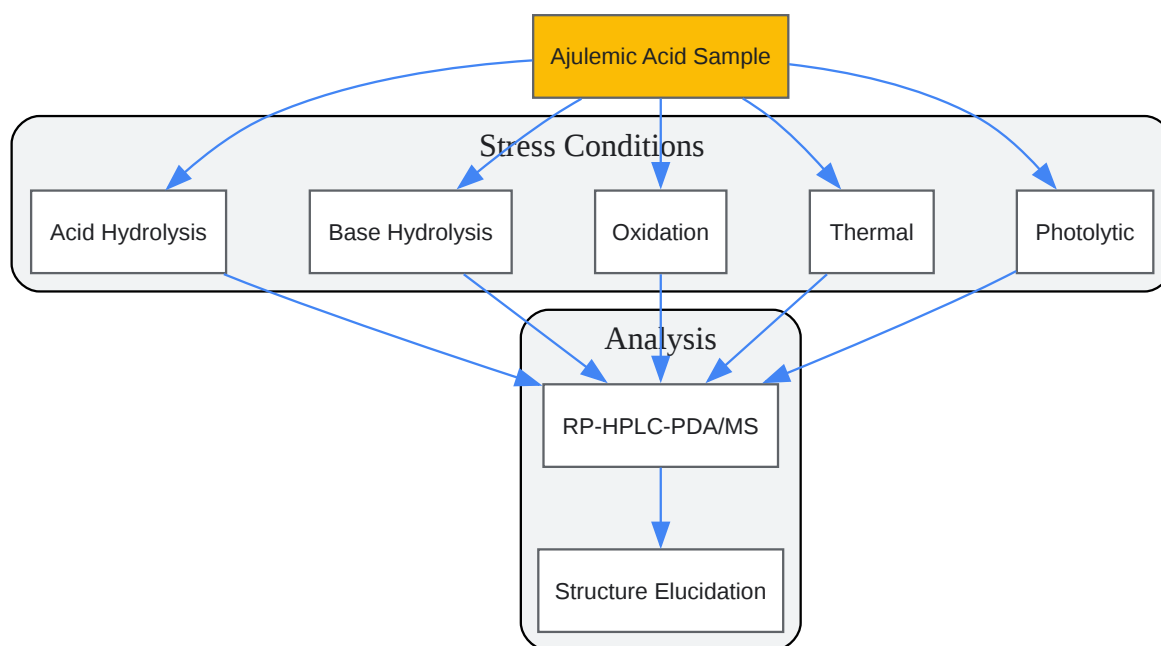 Ajulemic Acid Sample
Stress Conditions
Acid Hydrolysis
Base Hydrolysis
Oxidation
Thermal
Photolytic
Analysis
RP-HPLC-PDA/MS
Structure Elucidation